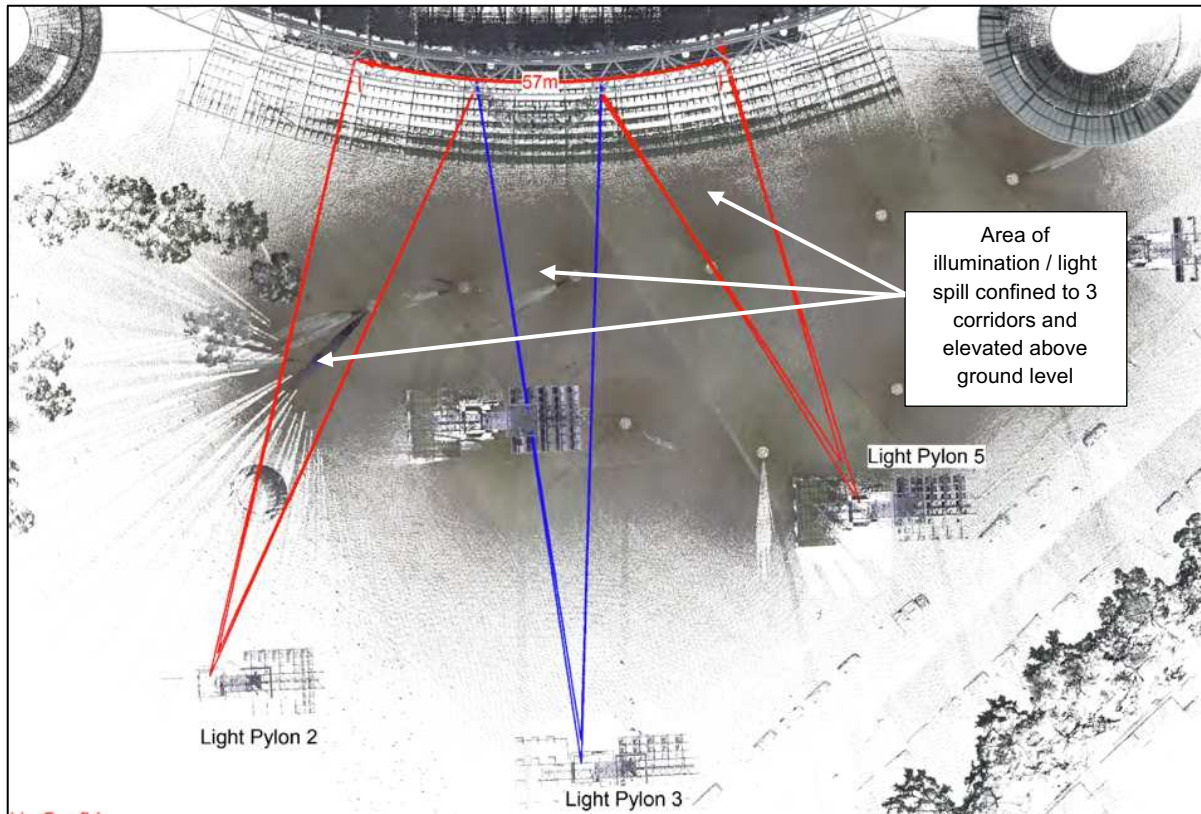 57m
Area of
illumination / light
spill confined to 3
corridors and
elevated above
ground level
Light Pylon 5
Light Pylon 2
Light Pylon 3